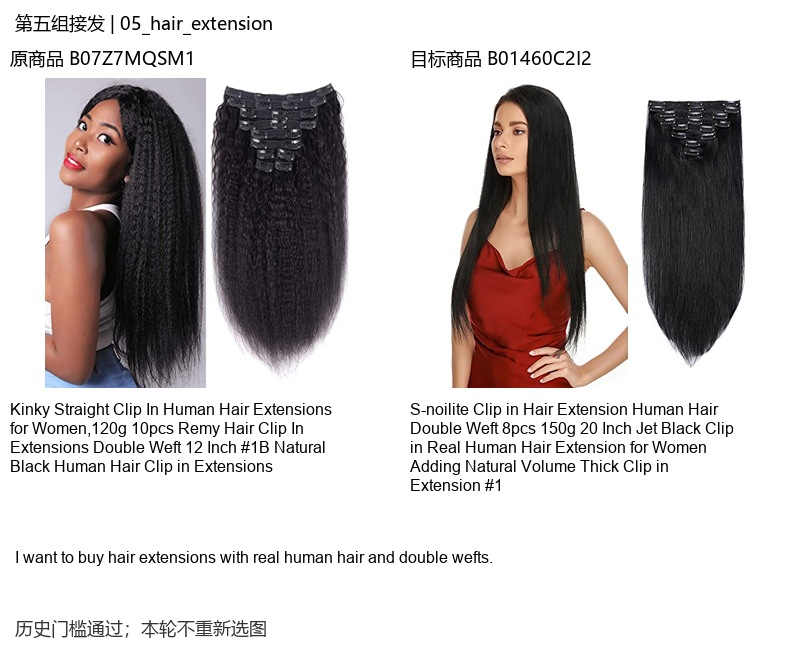 第五组接发 | 05_hair_extension
原商品 B07Z7MQSM1
目标商品 B01460C2I2
Kinky Straight Clip In Human Hair Extensions
for Women,120g 10pcs Remy Hair Clip In
Extensions Double Weft 12 Inch #1B Natural
Black Human Hair Clip in Extensions
S-noilite Clip in Hair Extension Human Hair
Double Weft 8pcs 150g 20 Inch Jet Black Clip
in Real Human Hair Extension for Women
Adding Natural Volume Thick Clip in
Extension #1
I want to buy hair extensions with real human hair and double wefts.
历史门槛通过；本轮不重新选图